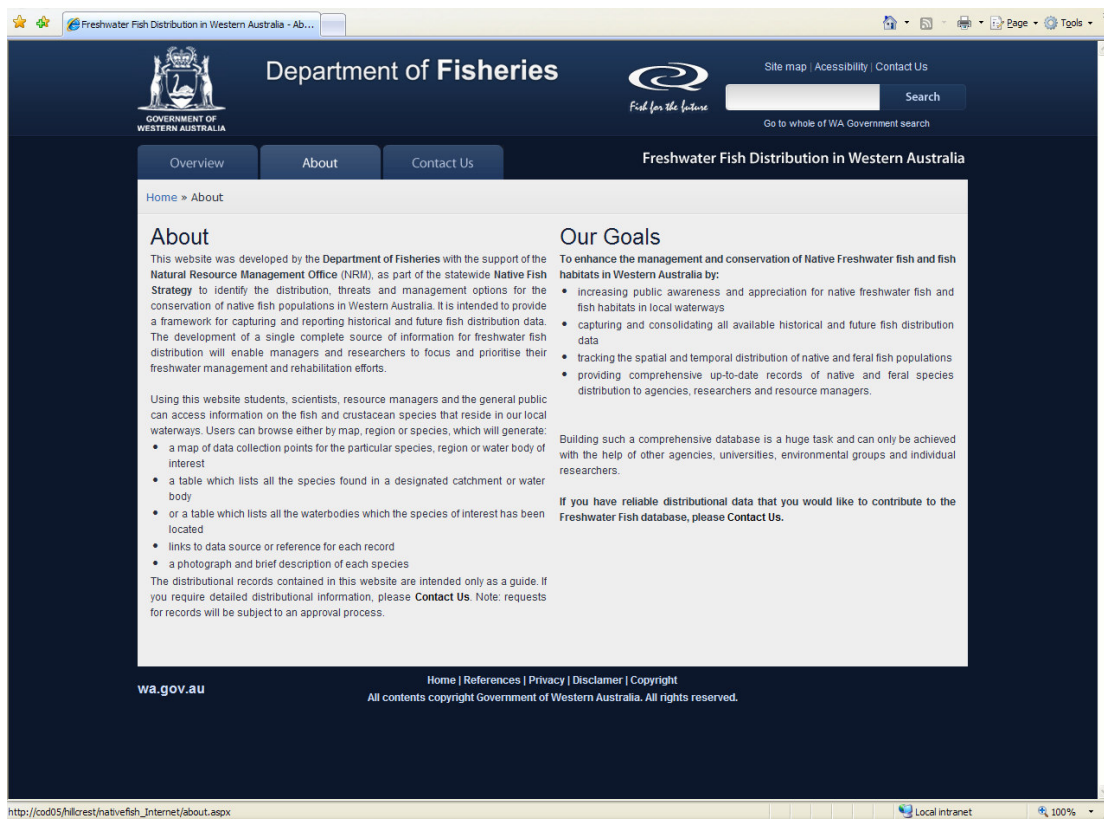 Freshwater Fish Distribution in Western Australia - Ab...
Page
Tools
GOVERNMENT OF
WESTERN AUSTRALIA
Department of Fisheries
Fish for the future
Site map | Acessibility | Contact Us
Search
Go to whole of WA Government search
Overview
About
Contact Us
Freshwater Fish Distribution in Western Australia
Home » About
About
This website was developed by the Department of Fisheries with the support of the
Natural Resource Management Office (NRM), as part of the statewide Native Fish
Strategy to identify the distribution, threats and management options for the
conservation of native fish populations in Western Australia. It is intended to provide
a framework for capturing and reporting historical and future fish distribution data.
The development of a single complete source of information for freshwater fish
distribution will enable managers and researchers to focus and prioritise their
freshwater management and rehabilitation efforts.
Using this website students, scientists, resource managers and the general public
can access information on the fish and crustacean species that reside in our local
waterways. Users can browse either by map, region or species, which will generate:
• a map of data collection points for the particular species, region or water body of
interest
• a table which lists all the species found in a designated catchment or water
body
• or a table which lists all the waterbodies which the species of interest has been
located
• links to data source or reference for each record
• a photograph and brief description of each species
The distributional records contained in this website are intended only as a guide. If
you require detailed distributional information, please Contact Us. Note: requests
for records will be subject to an approval process.
Our Goals
To enhance the management and conservation of Native Freshwater fish and fish
habitats in Western Australia by:
• increasing public awareness and appreciation for native freshwater fish and
fish habitats in local waterways
• capturing and consolidating all available historical and future fish distribution
data
• tracking the spatial and temporal distribution of native and feral fish populations
• providing comprehensive up-to-date records of native and feral species
distribution to agencies, researchers and resource managers.
Building such a comprehensive database is a huge task and can only be achieved
with the help of other agencies, universities, environmental groups and individual
researchers.
If you have reliable distributional data that you would like to contribute to the
Freshwater Fish database, please Contact Us.
wa.gov.au
Home | References | Privacy | Disclamer | Copyright
All contents copyright Government of Western Australia. All rights reserved.
http://cod05/hillcrest/nativefish_Internet/about.aspx
Local intranet
100%